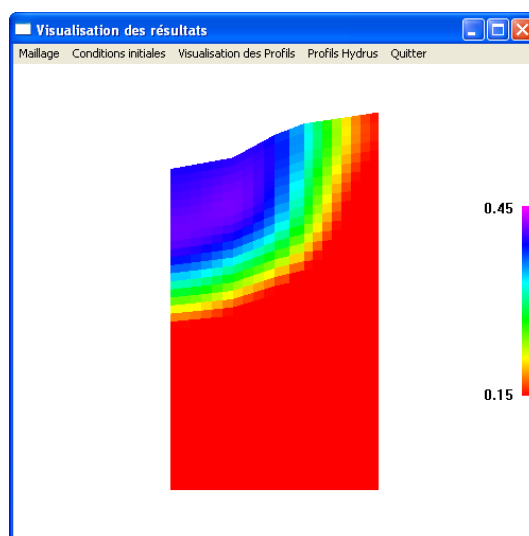 Visualisation des résultats
Maillage Conditions initiales Visualisation des Profils Profils Hydrus Quitter
0.45
0.15